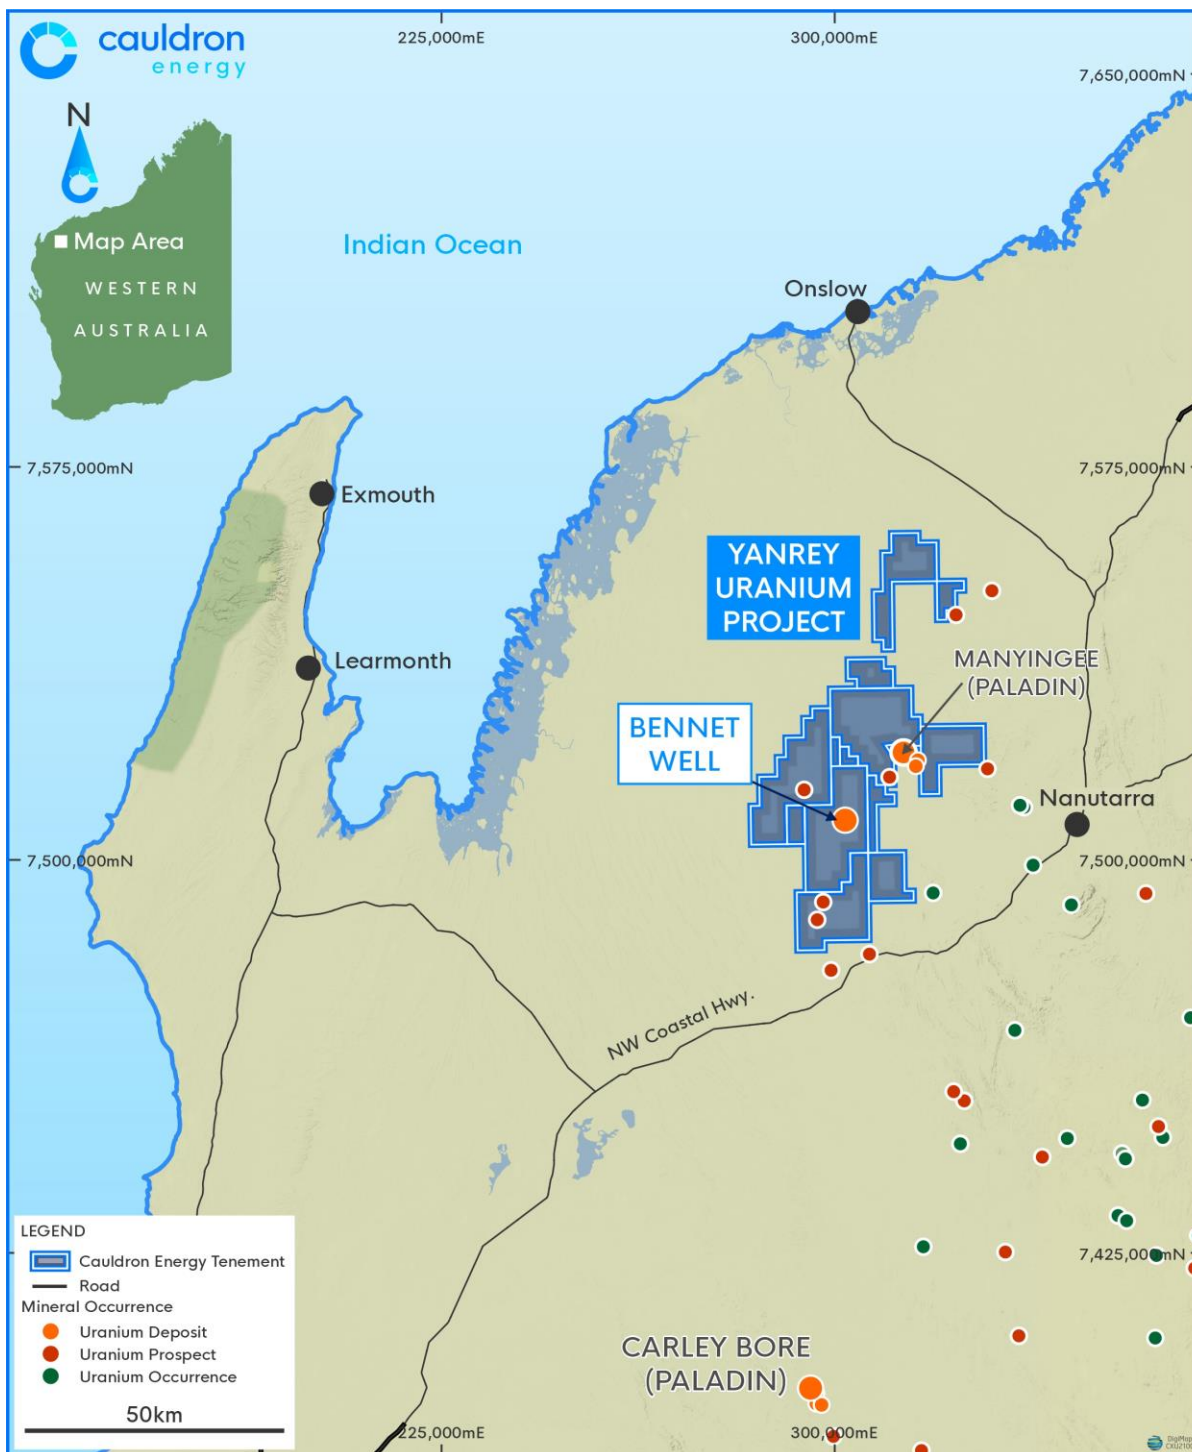 cauldron
energy
225,000mE
300,000mE
7,650,000mN
N
Map Area
WESTERN
AUSTRALIA
Indian Ocean
Onslow
7,575,000mN
7,575,000mN
Exmouth
YANREY
URANIUM
PROJECT
Learmonth
MANYINGEE
(PALADIN)
BENNET
WELL
Nanutarra
7,500,000mN
7,500,000mN
NW Coastal Hwy.
LEGEND
Cauldron Energy Tenement
Road
Mineral Occurrence
Uranium Deposit
Uranium Prospect
Uranium Occurrence
50km
7,425,000mN
CARLEY BORE
(PALADIN)
225,000mE
300,000mE